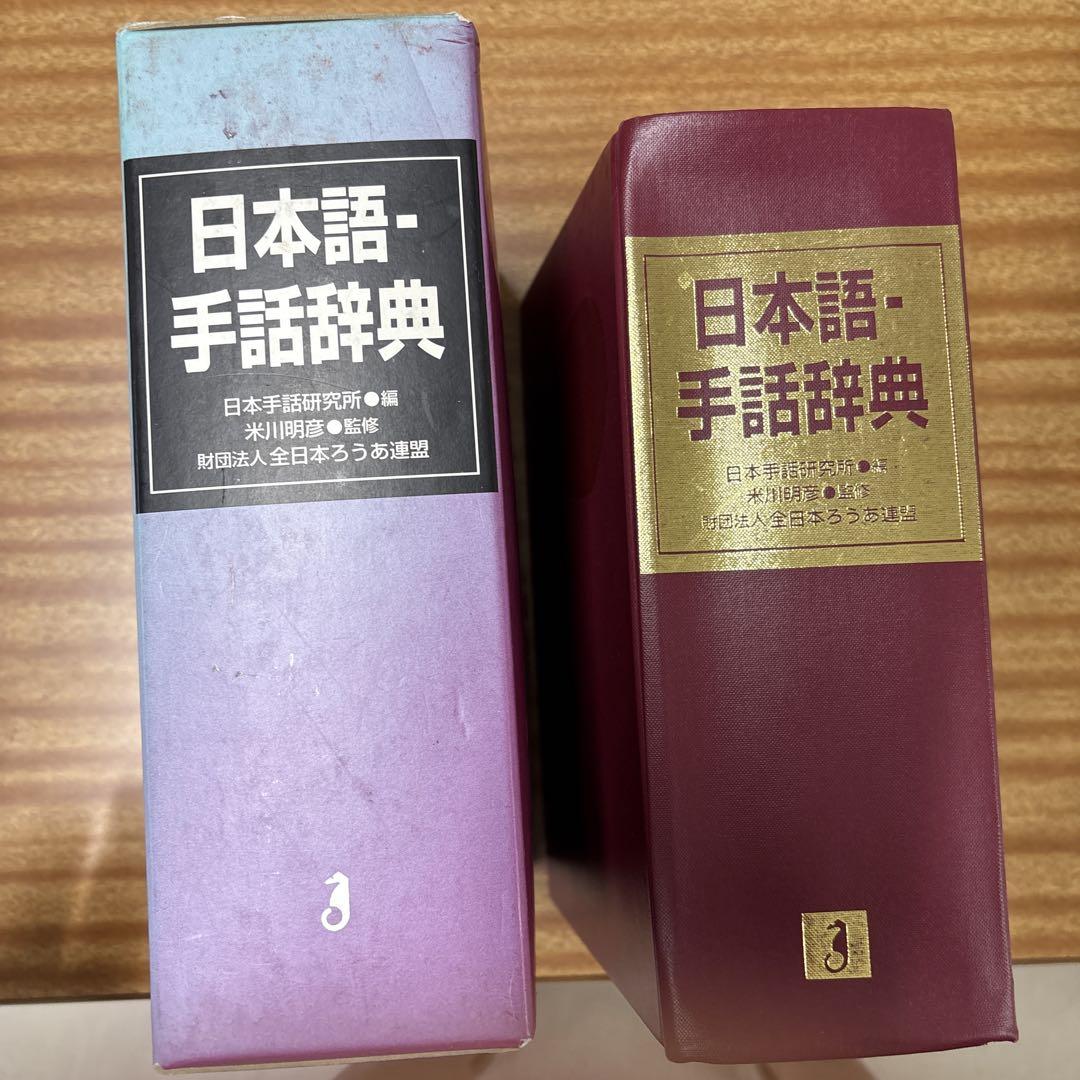 日本語-
手話辞典
日本手話研究所●編
米川明彦●監修
財団法人 全日本ろうあ連盟
日本語-
手話辞典
日本手話研究所●編
米川明彦●監修
財団法人 全日本ろうあ連盟